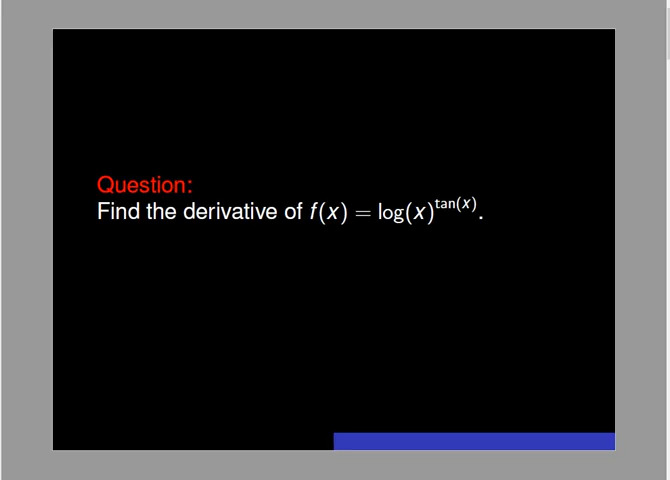 Question:
Find the derivative of f(x) = log(x)^{tan(x)}.